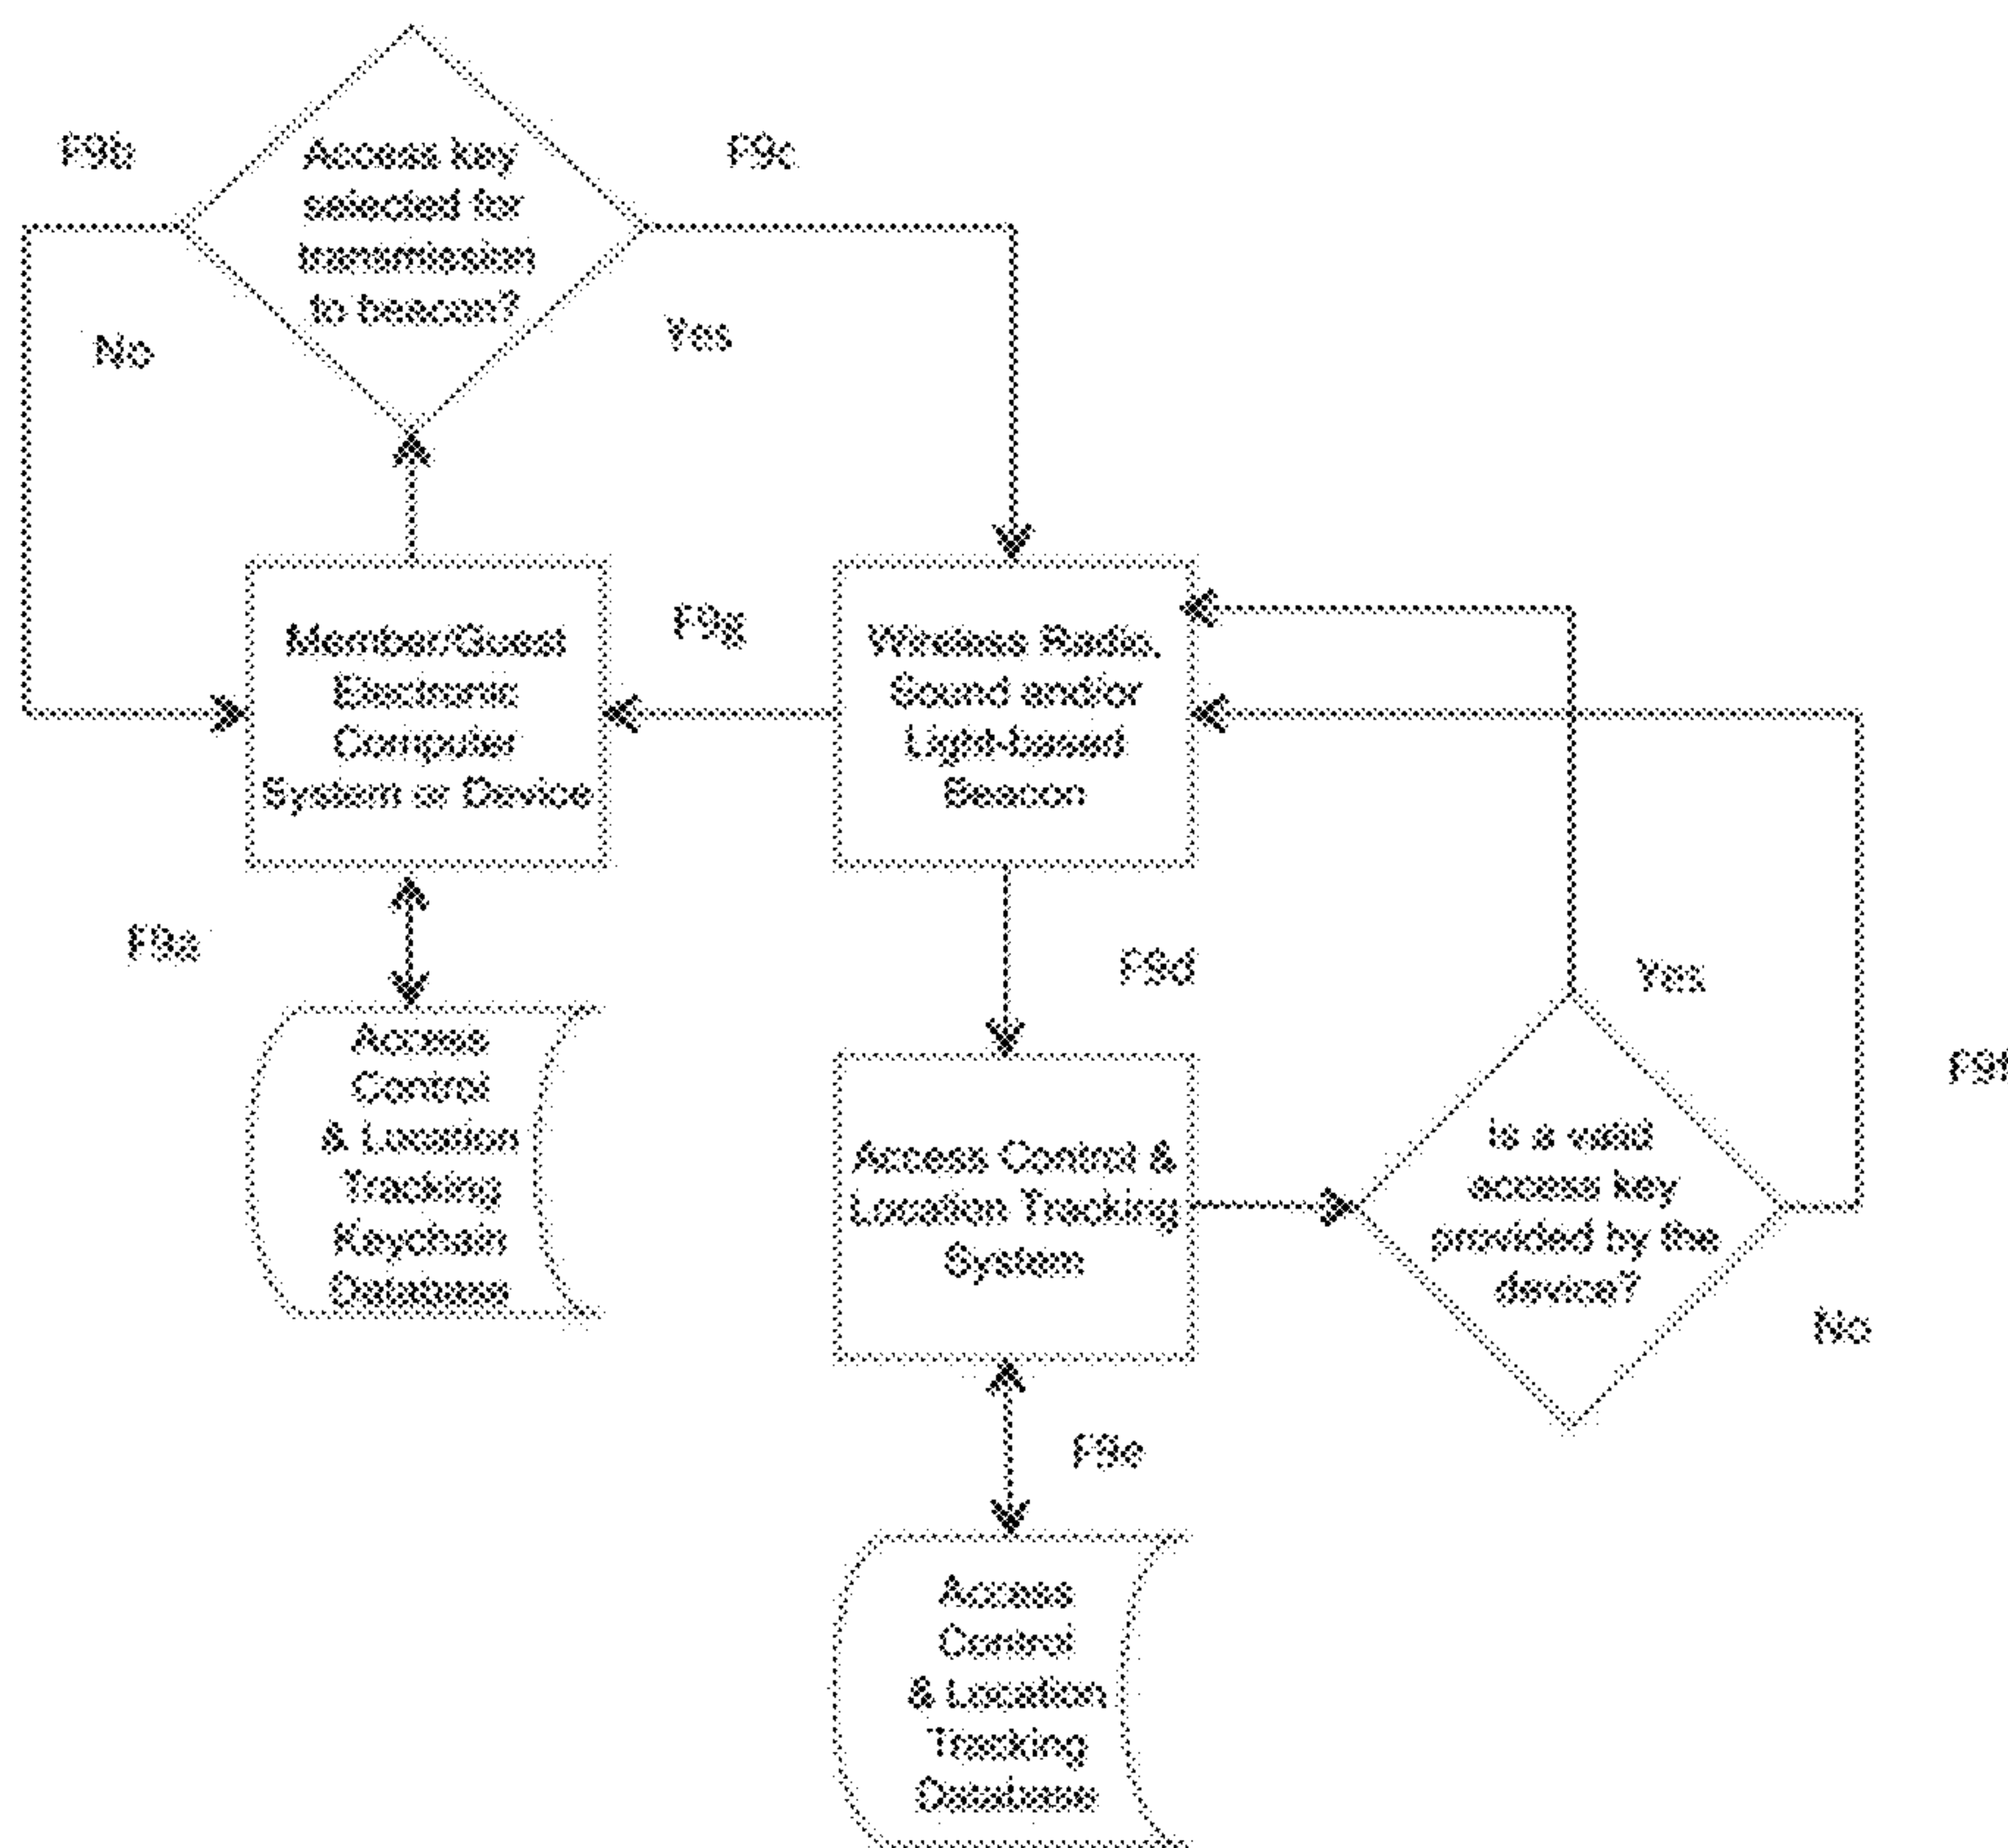 F9b
Access key
selected for
transmission
to beacon?
F9c
No
Yes
Member/Guest
Electronic
Computer
System or Device
F9g
Wireless Radio,
Sound and/or
Light-based
Beacon
F9a
F9d
Yes
Access
Control
& Location
Tracking
Keychain
Database
Access Control &
Location Tracking
System
Is a valid
access key
provided by the
device?
No
F9e
Access
Control
& Location
Tracking
Database